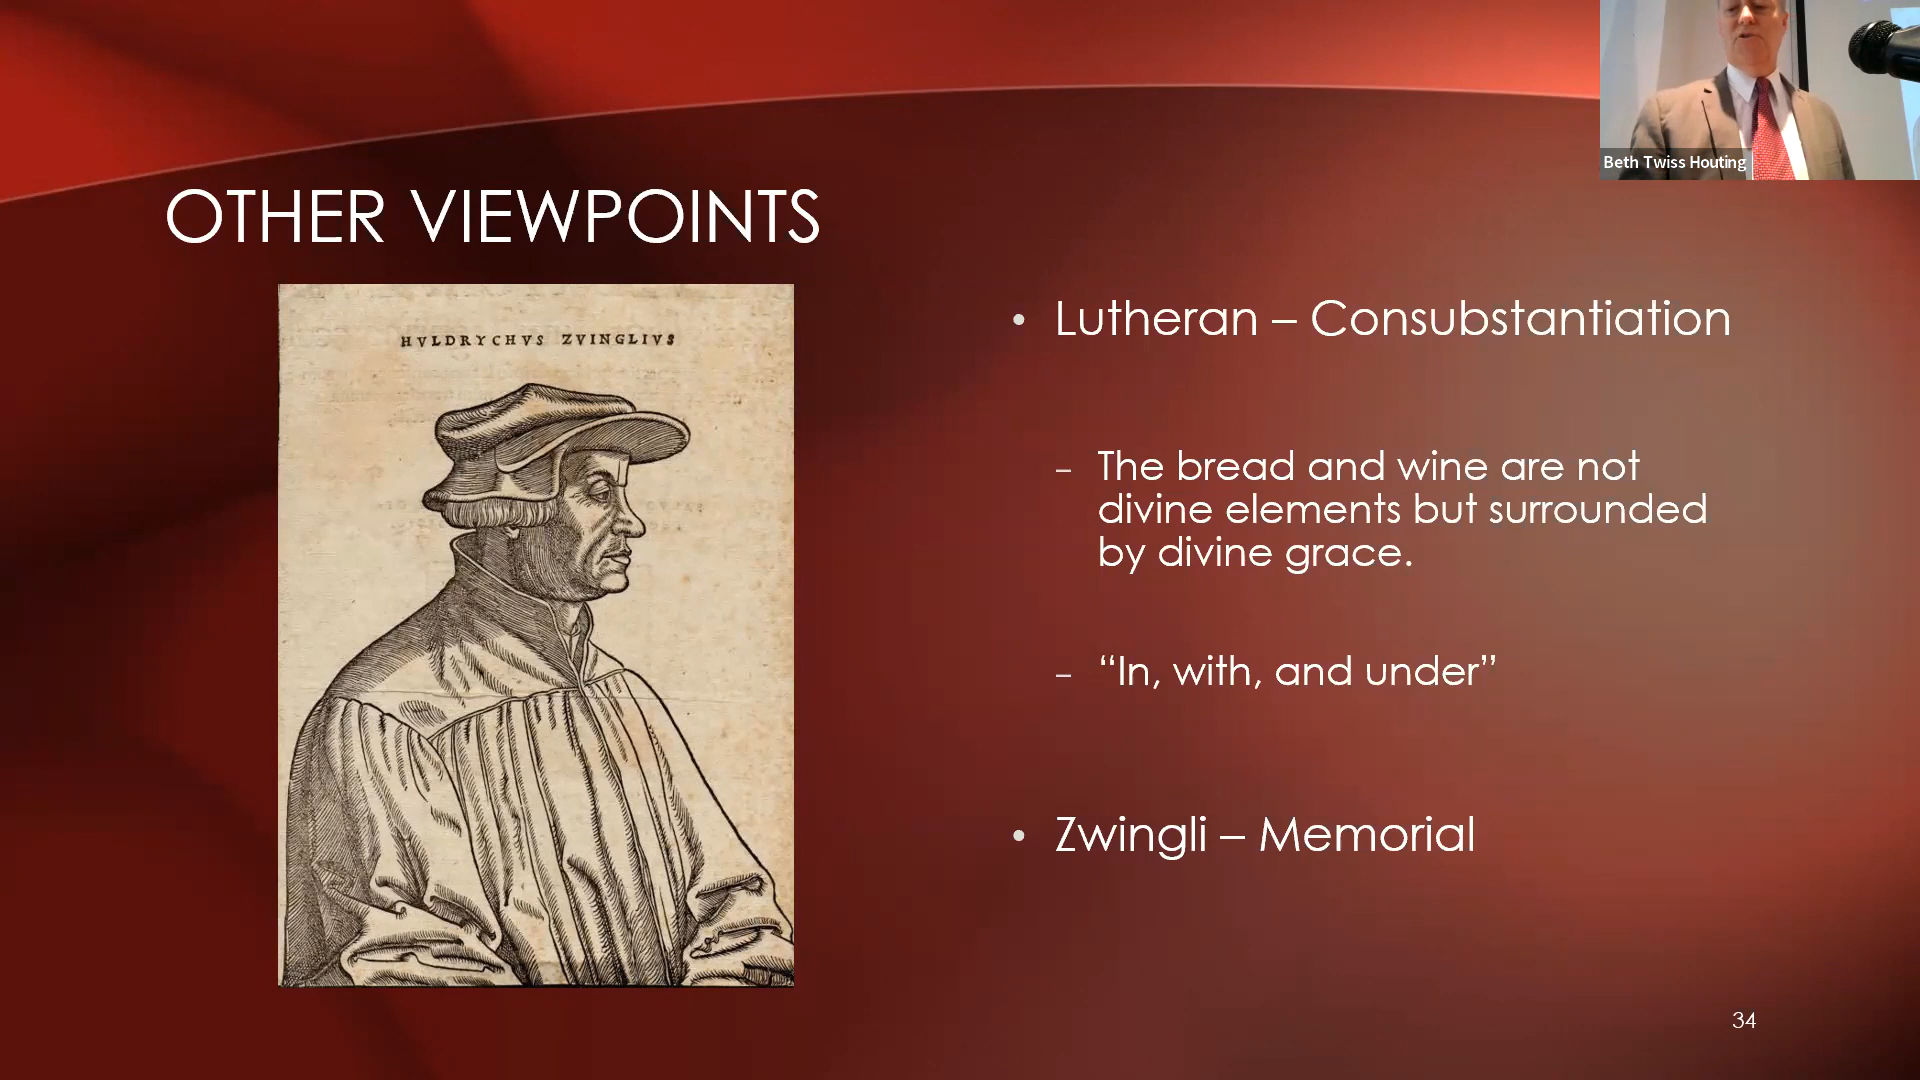 Beth Twiss Houting
OTHER VIEWPOINTS
HVLDRYCHVS ZVINGLIVS
• Lutheran – Consubstantiation
– The bread and wine are not
divine elements but surrounded
by divine grace.
– “In, with, and under”
• Zwingli – Memorial
34